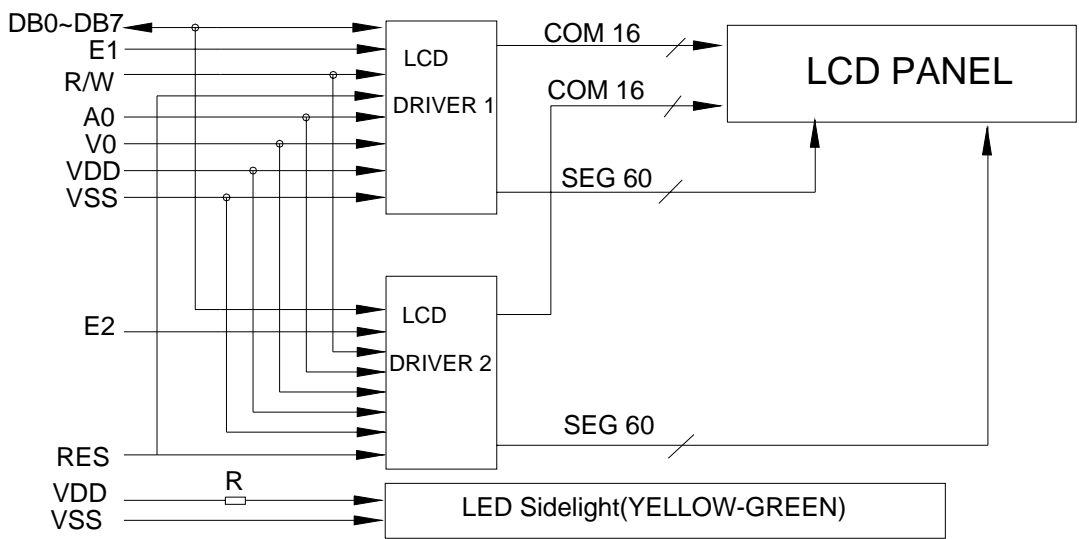 DB0~DB7
E1
R/W
A0
V0
VDD
VSS
LCD
DRIVER 1
COM 16
COM 16
SEG 60
LCD PANEL
E2
RES
LCD
DRIVER 2
SEG 60
VDD
VSS
R
LED Sidelight(YELLOW-GREEN)